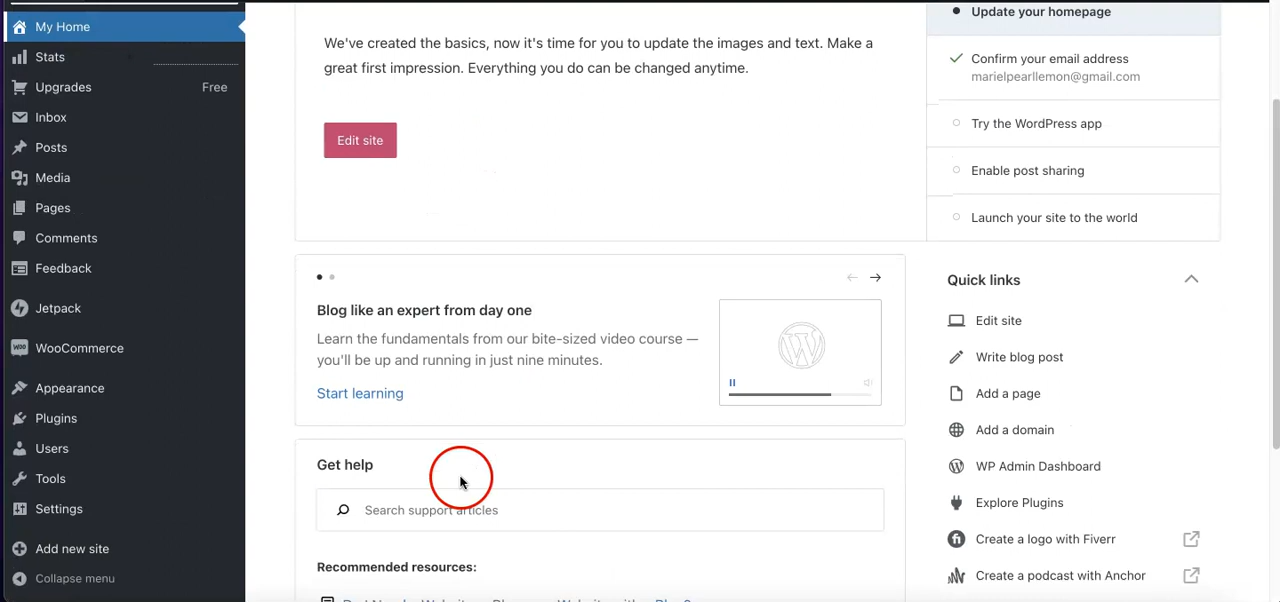 My Home
Stats
Upgrades Free
Inbox
Posts
Media
Pages
Comments
Feedback
Jetpack
WooCommerce
Appearance
Plugins
Users
Tools
Settings
Add new site
Collapse menu
We've created the basics, now it's time for you to update the images and text. Make a
great first impression. Everything you do can be changed anytime.
Edit site
Update your homepage
Confirm your email address
marielpearllemon@gmail.com
Try the WordPress app
Enable post sharing
Launch your site to the world
Blog like an expert from day one
Learn the fundamentals from our bite-sized video course —
you'll be up and running in just nine minutes.
Start learning
Get help
Search support articles
Recommended resources:
Quick links
Edit site
Write blog post
Add a page
Add a domain
WP Admin Dashboard
Explore Plugins
Create a logo with Fiverr
Create a podcast with Anchor